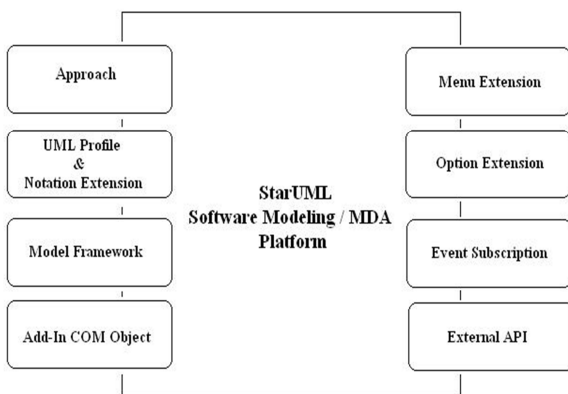 Approach
UML Profile
&
Notation Extension
Model Framework
Add-In COM Object
StarUML
Software Modeling / MDA
Platform
Menu Extension
Option Extension
Event Subscription
External API